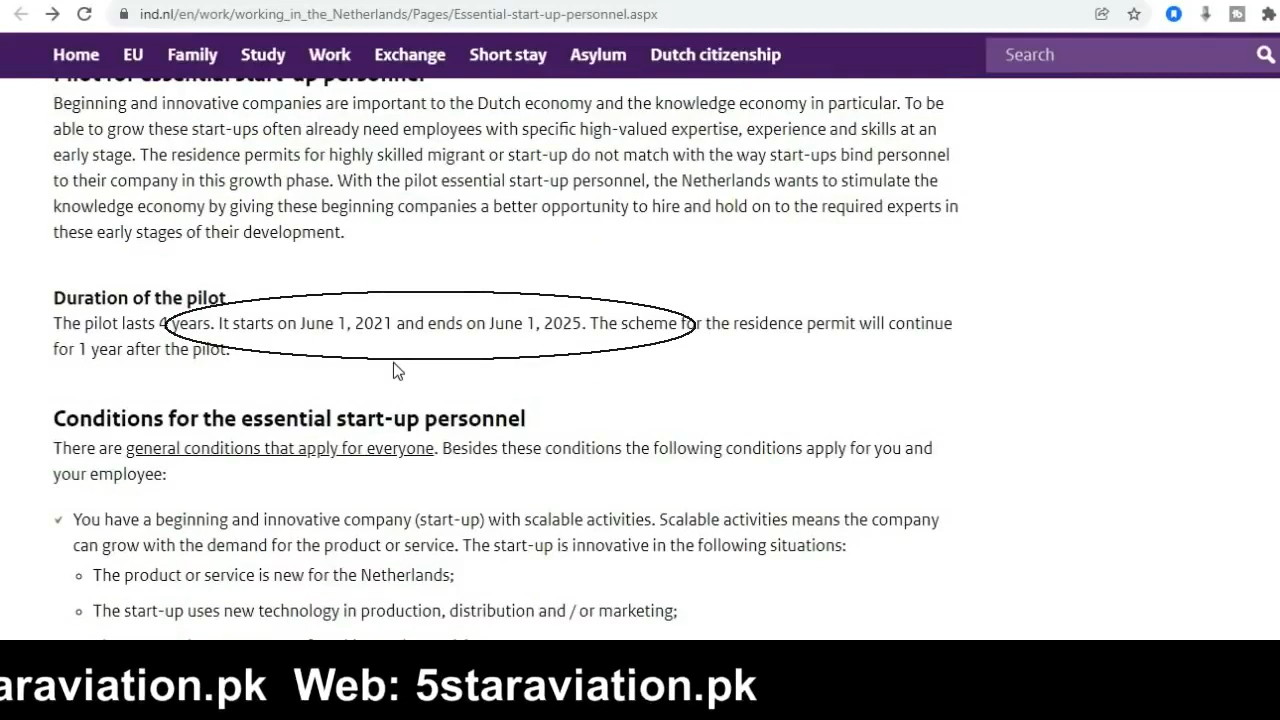 ind.nl/en/work/working_in_the_Netherlands/Pages/Essential-start-up-personnel.aspx
Home EU Family Study Work Exchange Short stay Asylum Dutch citizenship Search
Pilot for essential start-up personnel
Beginning and innovative companies are important to the Dutch economy and the knowledge economy in particular. To be
able to grow these start-ups often already need employees with specific high-valued expertise, experience and skills at an
early stage. The residence permits for highly skilled migrant or start-up do not match with the way start-ups bind personnel
to their company in this growth phase. With the pilot essential start-up personnel, the Netherlands wants to stimulate the
knowledge economy by giving these beginning companies a better opportunity to hire and hold on to the required experts in
these early stages of their development.
Duration of the pilot
The pilot lasts 4 years. It starts on June 1, 2021 and ends on June 1, 2025. The scheme for the residence permit will continue
for 1 year after the pilot.
Conditions for the essential start-up personnel
There are general conditions that apply for everyone. Besides these conditions the following conditions apply for you and
your employee:
You have a beginning and innovative company (start-up) with scalable activities. Scalable activities means the company
can grow with the demand for the product or service. The start-up is innovative in the following situations:
The product or service is new for the Netherlands;
The start-up uses new technology in production, distribution and / or marketing;
araviation.pk Web: 5staraviation.pk